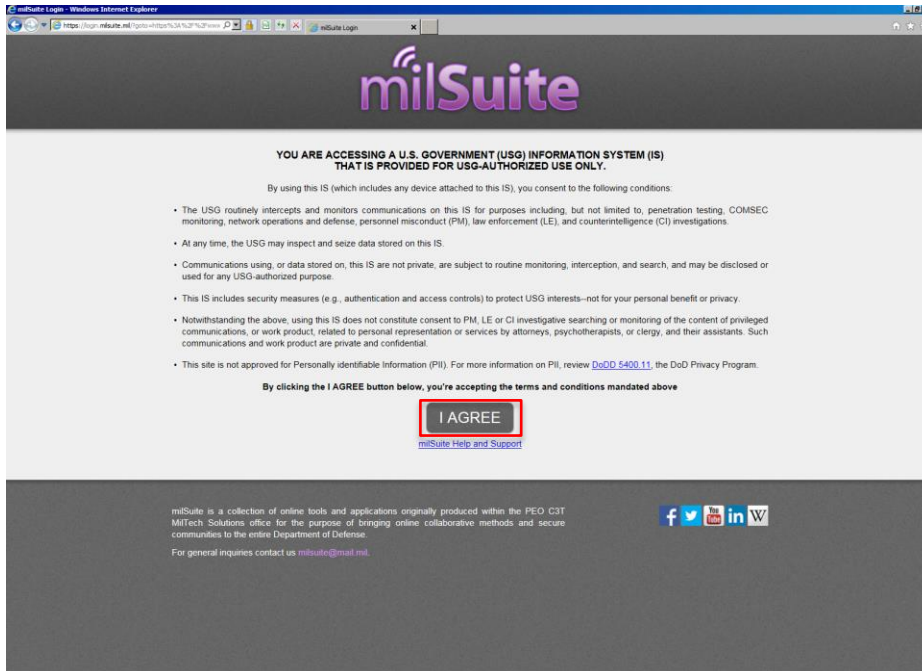 milSuite Login - Windows Internet Explorer
milSuite Login
milSuite
YOU ARE ACCESSING A U.S. GOVERNMENT (USG) INFORMATION SYSTEM (IS)
THAT IS PROVIDED FOR USG-AUTHORIZED USE ONLY.
By using this IS (which includes any device attached to this IS), you consent to the following conditions:
• The USG routinely intercepts and monitors communications on this IS for purposes including, but not limited to, penetration testing, COMSEC
monitoring, network operations and defense, personnel misconduct (PM), law enforcement (LE), and counterintelligence (CI) investigations.
• At any time, the USG may inspect and seize data stored on this IS.
• Communications using, or data stored on, this IS are not private, are subject to routine monitoring, interception, and search, and may be disclosed or
used for any USG-authorized purpose.
• This IS includes security measures (e.g., authentication and access controls) to protect USG interests--not for your personal benefit or privacy.
• Notwithstanding the above, using this IS does not constitute consent to PM, LE or CI investigative searching or monitoring of the content of privileged
communications, or work product, related to personal representation or services by attorneys, psychotherapists, or clergy, and their assistants. Such
communications and work product are private and confidential.
• This site is not approved for Personally identifiable Information (PII). For more information on PII, review DoDD 5400.11, the DoD Privacy Program.
By clicking the I AGREE button below, you're accepting the terms and conditions mandated above
I AGREE
milSuite Help and Support
milSuite is a collection of online tools and applications originally produced within the PEO C3T
MilTech Solutions office for the purpose of bringing online collaborative methods and secure
communities to the entire Department of Defense.
For general inquiries contact us milsuite@mail.mil.
f You Tube in W